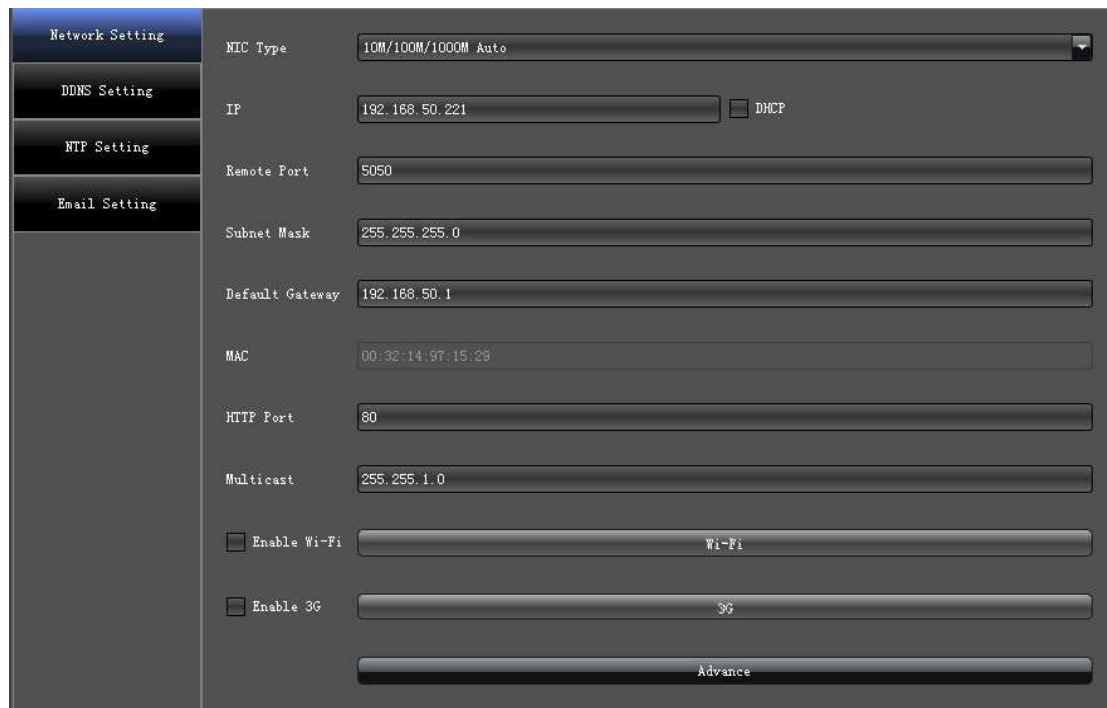 Network Setting
DDNS Setting
NTP Setting
Email Setting
NIC Type 10M/100M/1000M Auto
IP 192.168.50.221 DHCP
Remote Port 5050
Subnet Mask 255.255.255.0
Default Gateway 192.168.50.1
MAC 00:32:14:97:15:29
HTTP Port 80
Multicast 255.255.1.0
Enable Wi-Fi Wi-Fi
Enable 3G 3G
Advance